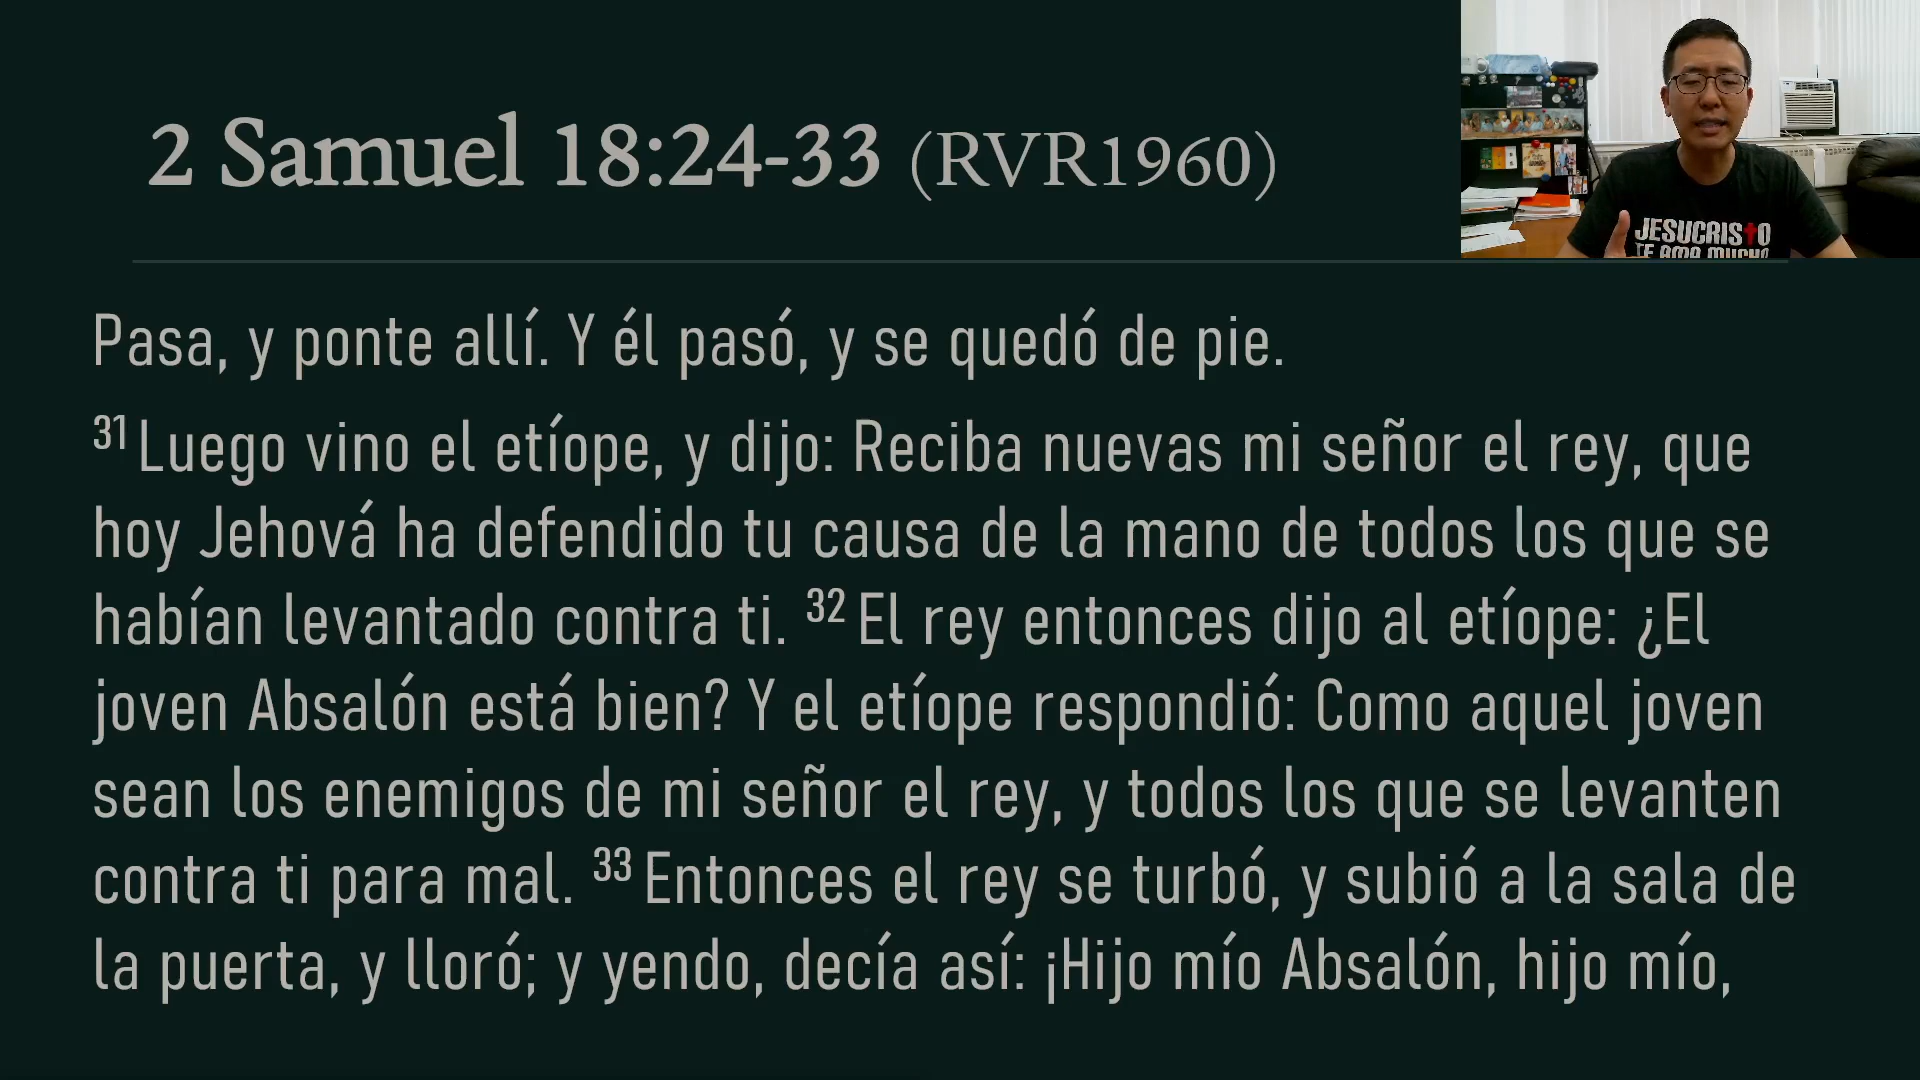 2 Samuel 18:24-33 (RVR1960)
JESUCRISTO
TE AMA MUCHO
Pasa, y ponte allí. Y él pasó, y se quedó de pie.
31 Luego vino el etíope, y dijo: Reciba nuevas mi señor el rey, que
hoy Jehová ha defendido tu causa de la mano de todos los que se
habían levantado contra ti. 32 El rey entonces dijo al etíope: ¿El
joven Absalón está bien? Y el etíope respondió: Como aquel joven
sean los enemigos de mi señor el rey, y todos los que se levanten
contra ti para mal. 33 Entonces el rey se turbó, y subió a la sala de
la puerta, y lloró; y yendo, decía así: ¡Hijo mío Absalón, hijo mío,